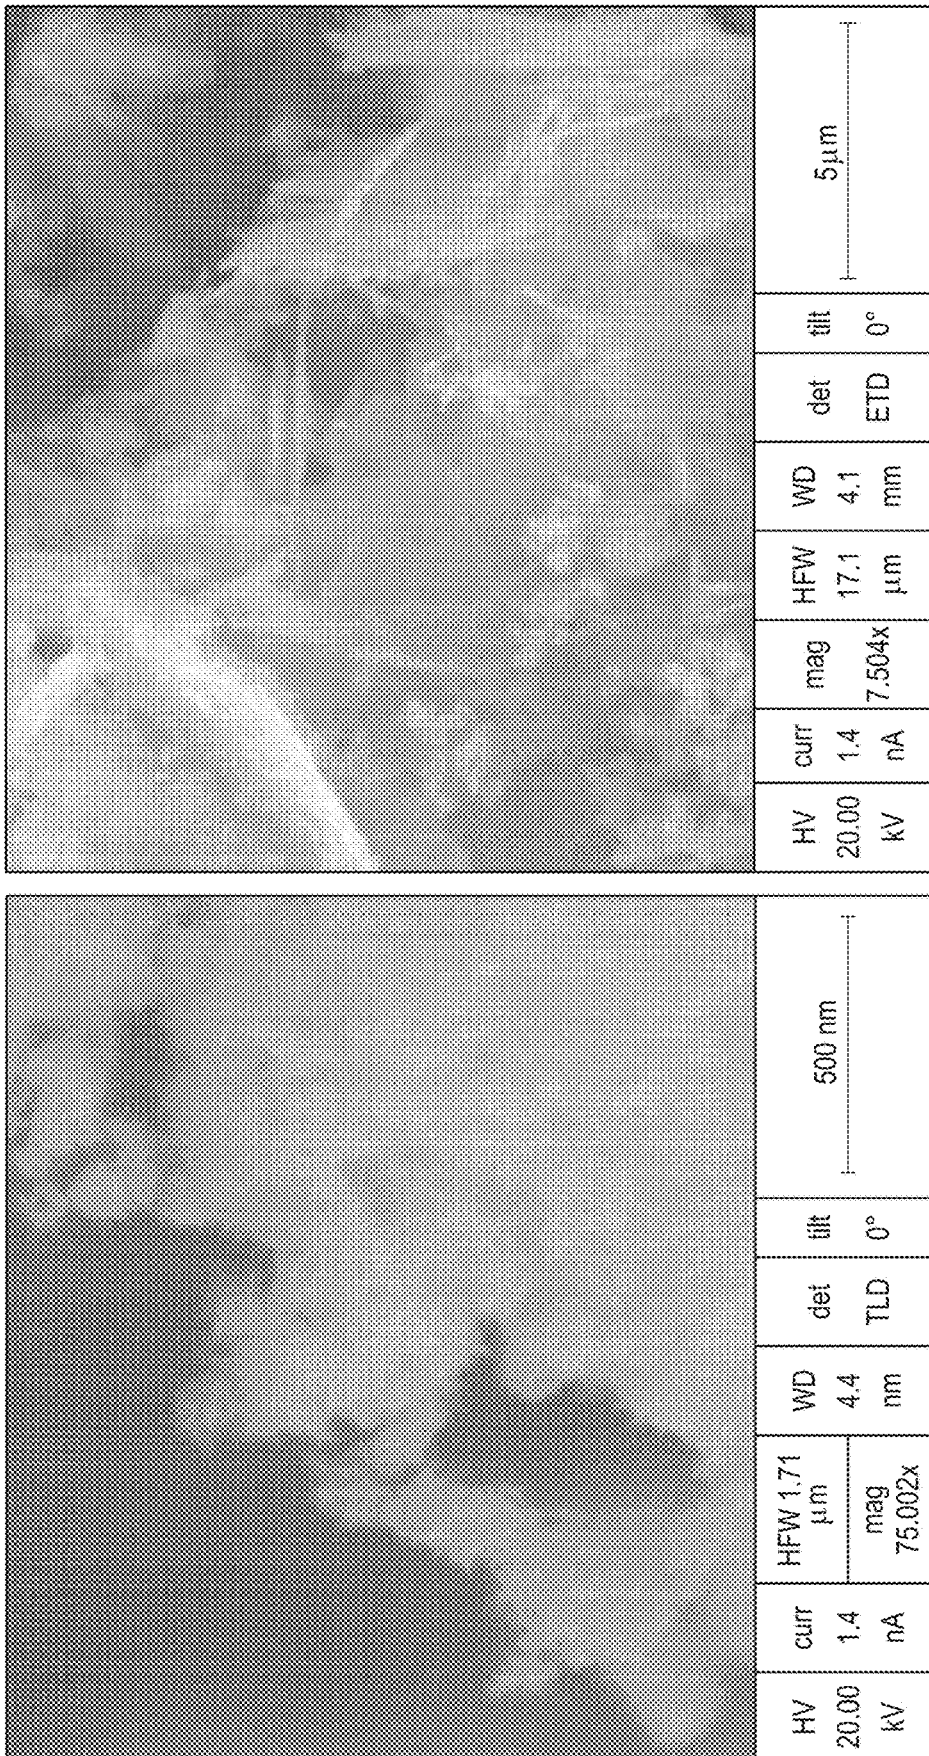 HV
20.00
kV
curr
1.4
nA
HFW 1.71
μm
mag
75.002x
WD
4.4
nm
det
TLD
tilt
0°
500 nm
HV
20.00
kV
curr
1.4
nA
mag
7.504x
HFW
17.1
μm
WD
4.1
mm
det
ETD
tilt
0°
5μm